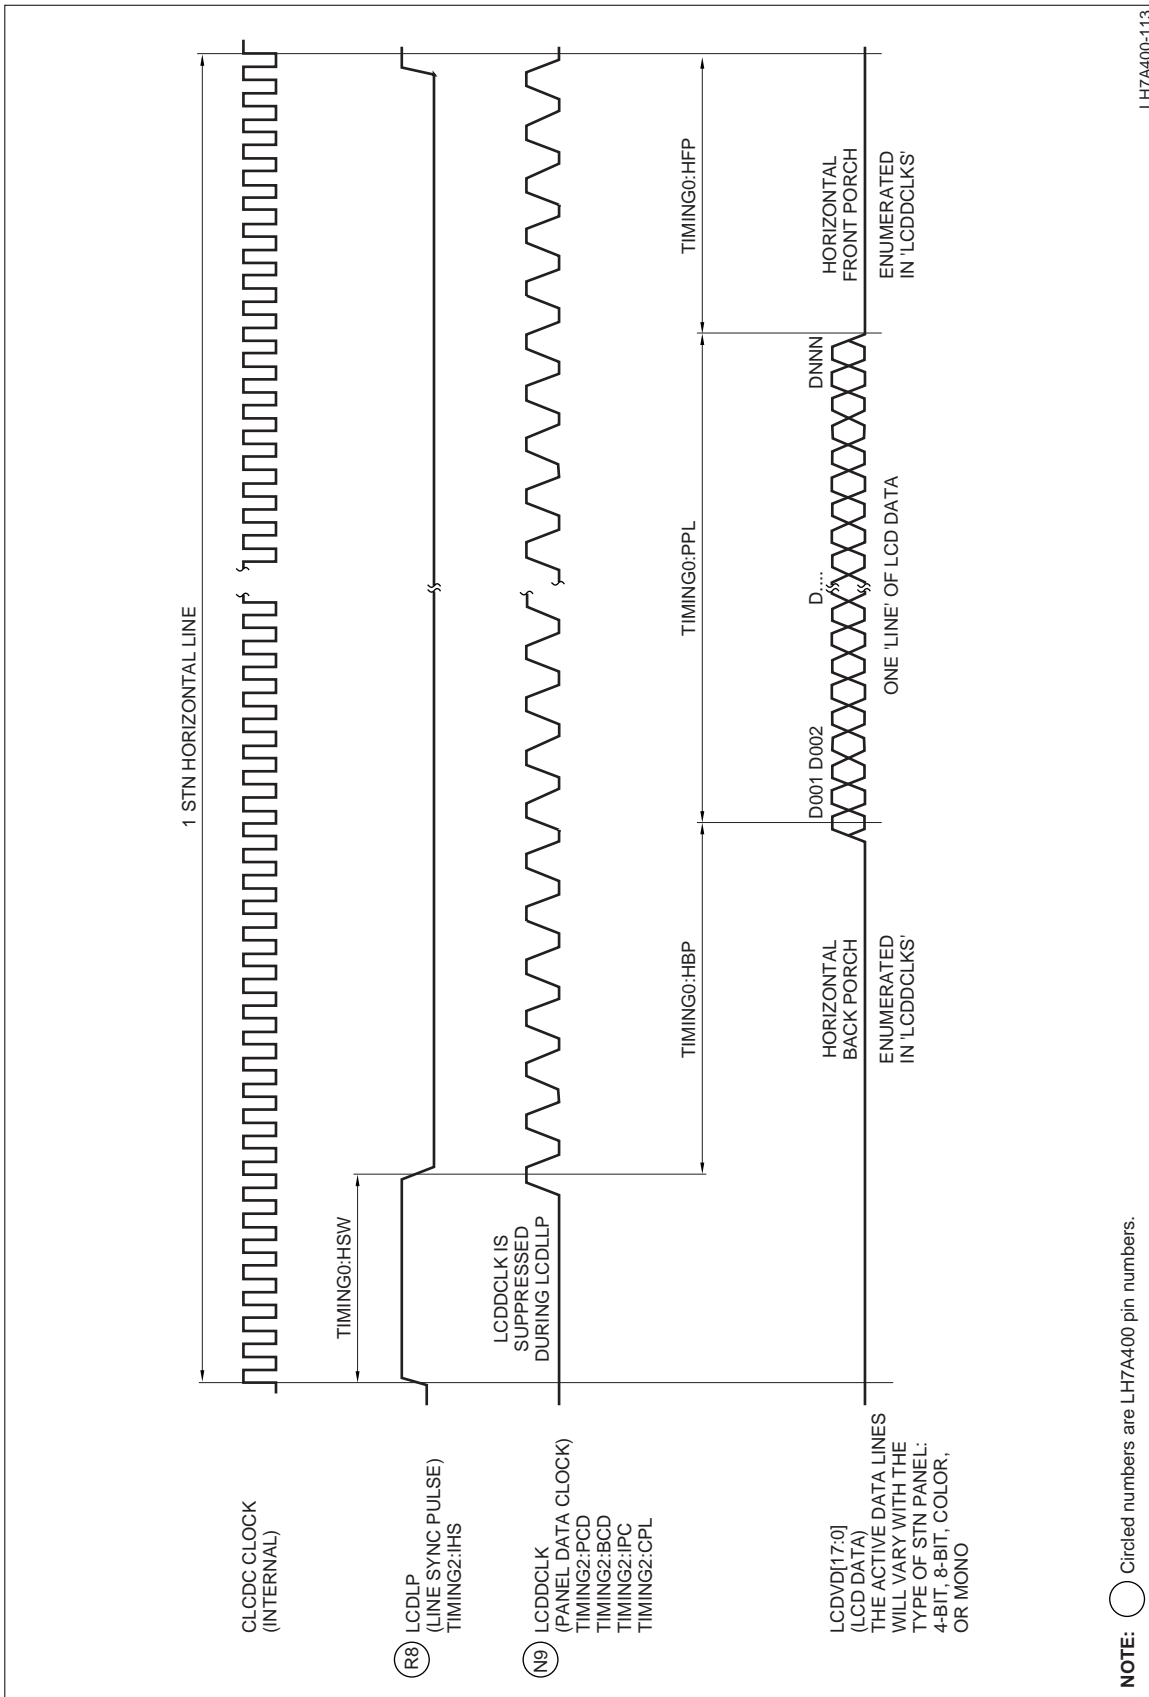 1 STN HORIZONTAL LINE
CLCDC CLOCK
(INTERNAL)
TIMING0:HSW
R8
LCDLP
(LINE SYNC PULSE)
TIMING2:IHS
LCDDCLK IS
SUPPRESSED
DURING LCDLLP
N9
LCDDCLK
(PANEL DATA CLOCK)
TIMING2:PCD
TIMING2:BCD
TIMING2:IPC
TIMING2:CPL
TIMING0:HBP
TIMING0:PPL
TIMING0:HFP
D001 D002
D....
DNNN
LCDVD[17:0]
(LCD DATA)
THE ACTIVE DATA LINES
WILL VARY WITH THE
TYPE OF STN PANEL:
4-BIT, 8-BIT, COLOR,
OR MONO
HORIZONTAL
BACK PORCH
ENUMERATED
IN 'LCDDCLKS'
ONE 'LINE' OF LCD DATA
HORIZONTAL
FRONT PORCH
ENUMERATED
IN 'LCDDCLKS'
NOTE: Circled numbers are LH7A400 pin numbers.
LH7A400-113